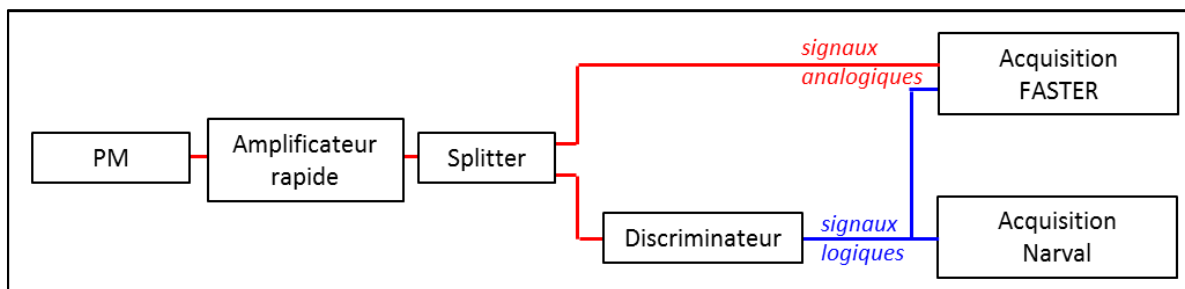 signaux
analogiques
Acquisition
FASTER
PM
Amplificateur
rapide
Splitter
Discriminateur
signaux
logiques
Acquisition
Narval